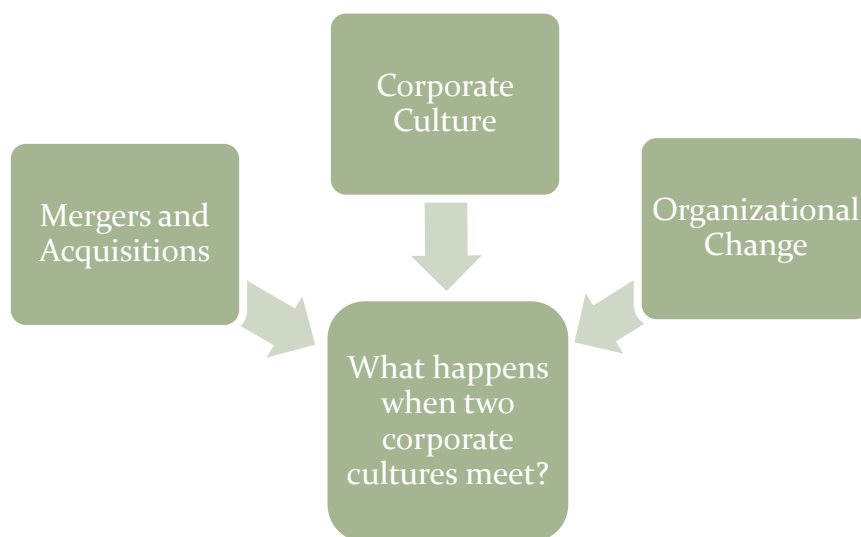 Corporate
Culture
Mergers and
Acquisitions
Organizational
Change
What happens
when two
corporate
cultures meet?